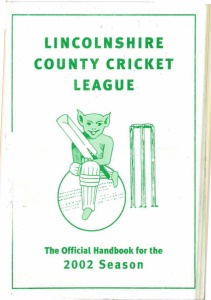 LINCOLNSHIRE
COUNTY CRICKET
LEAGUE
The Official Handbook for the
2002 Season